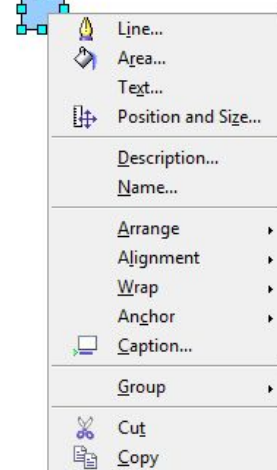 Line...
Area...
Text...
Position and Size...
Description...
Name...
Arrange
Alignment
Wrap
Anchor
Caption...
Group
Cut
Copy